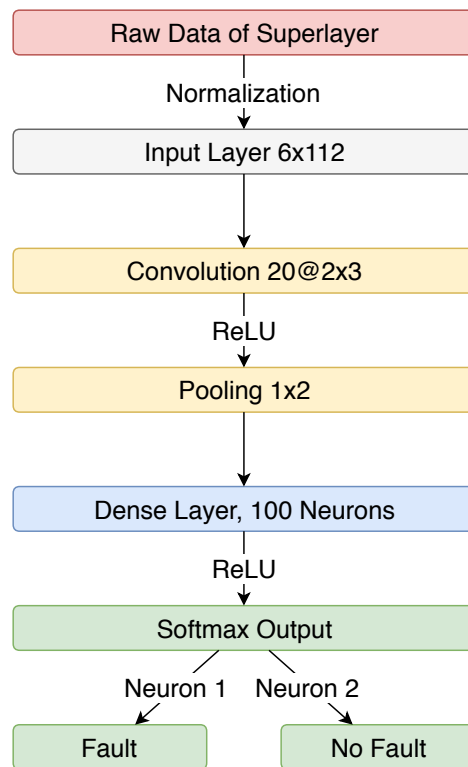 Raw Data of Superlayer
Normalization
Input Layer 6x112
Convolution 20@2x3
ReLU
Pooling 1x2
Dense Layer, 100 Neurons
ReLU
Softmax Output
Neuron 1 Neuron 2
Fault No Fault